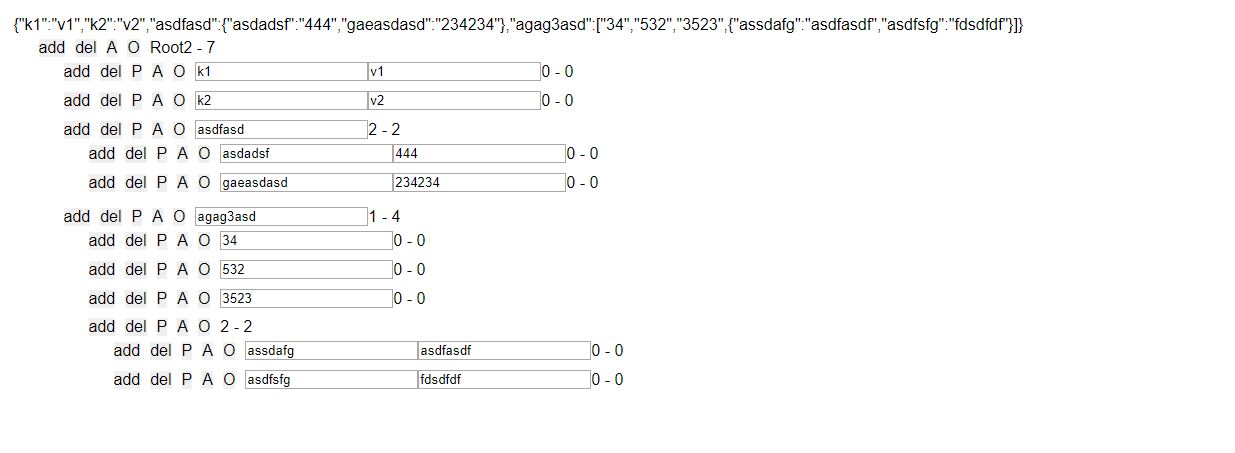 {"k1":"v1","k2":"v2","asdfasd":{"asdadsf":"444","gaeasdasd":"234234"},"agag3asd":["34","532","3523",{"assdafg":"asdfasdf","asdfsfg":"fdsdfdf"}]}
add del A O Root2 - 7
add del P A O k1 v1 0 - 0
add del P A O k2 v2 0 - 0
add del P A O asdfasd 2 - 2
add del P A O asdadsf 444 0 - 0
add del P A O gaeasdasd 234234 0 - 0
add del P A O agag3asd 1 - 4
add del P A O 34 0 - 0
add del P A O 532 0 - 0
add del P A O 3523 0 - 0
add del P A O 2 - 2
add del P A O assdafg asdfasdf 0 - 0
add del P A O asdfsfg fdsdfdf 0 - 0